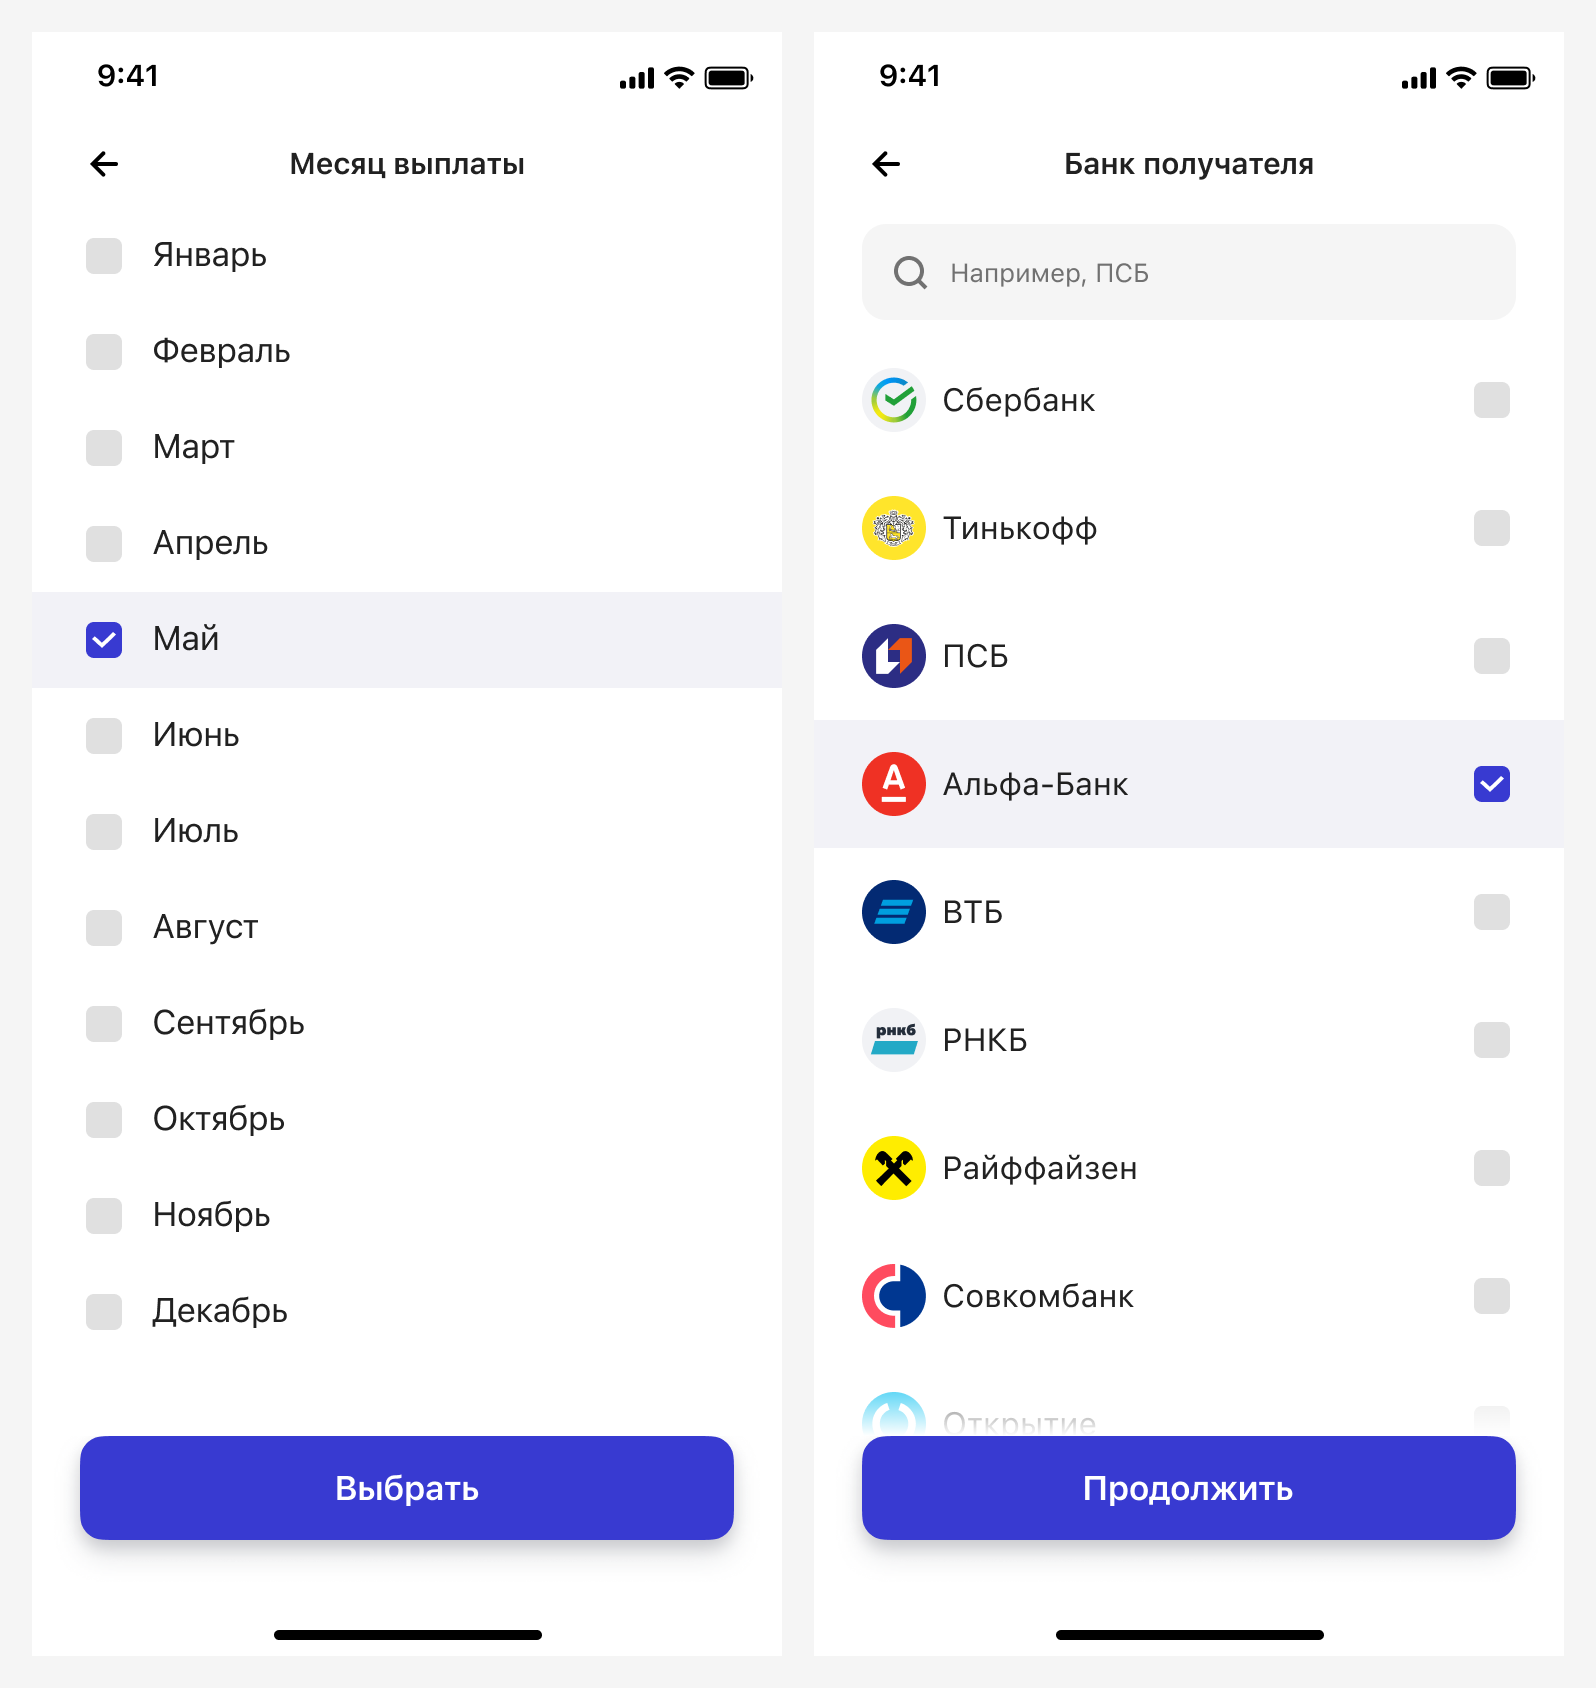 9:41
Месяц выплаты
Январь
Февраль
Март
Апрель
Май
Июнь
Июль
Август
Сентябрь
Октябрь
Ноябрь
Декабрь
Выбрать
9:41
Банк получателя
Например, ПСБ
Сбербанк
Тинькофф
ПСБ
Альфа-Банк
ВТБ
рнкб
РНКБ
Райффайзен
Совкомбанк
Открытие
Продолжить